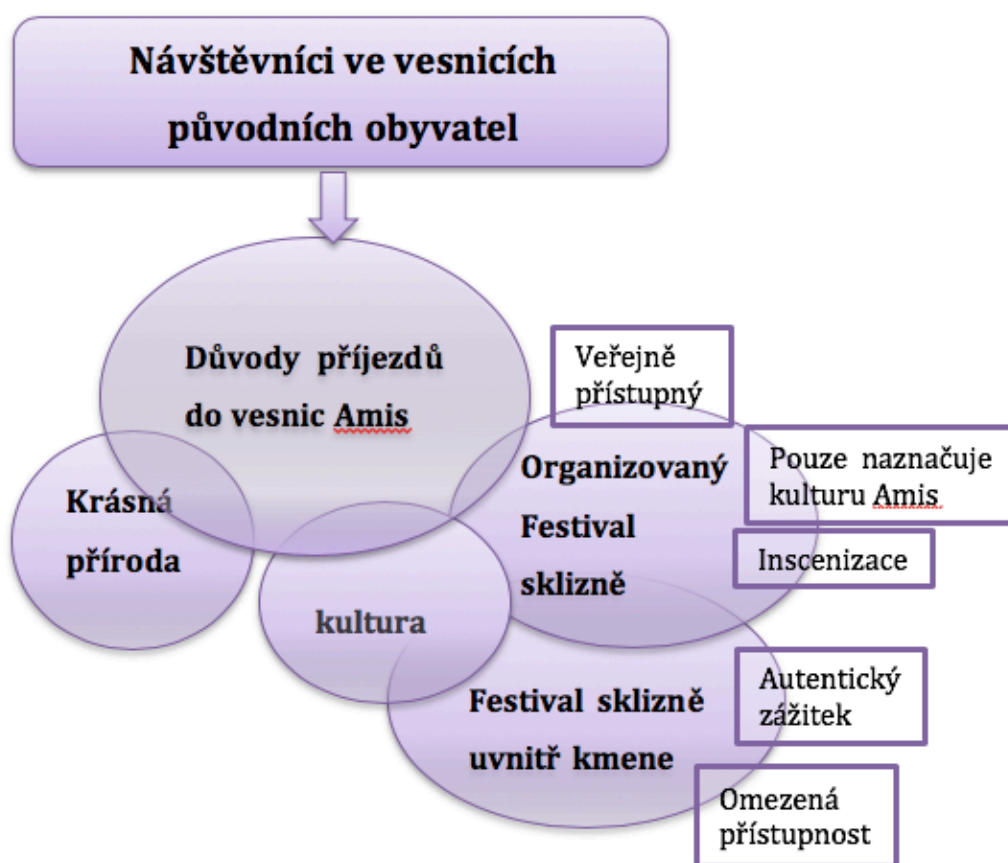 Návštěvníci ve vesnicích
původních obyvatel
Důvody příjezdů
do vesnic Amis
Veřejně
přístupný
Organizovaný
Festival
sklizně
Pouze naznačuje
kulturu Amis
Inscenizace
Krásná
příroda
kultura
Festival sklizně
uvnitř kmene
Autentický
zážitek
Omezená
přístupnost